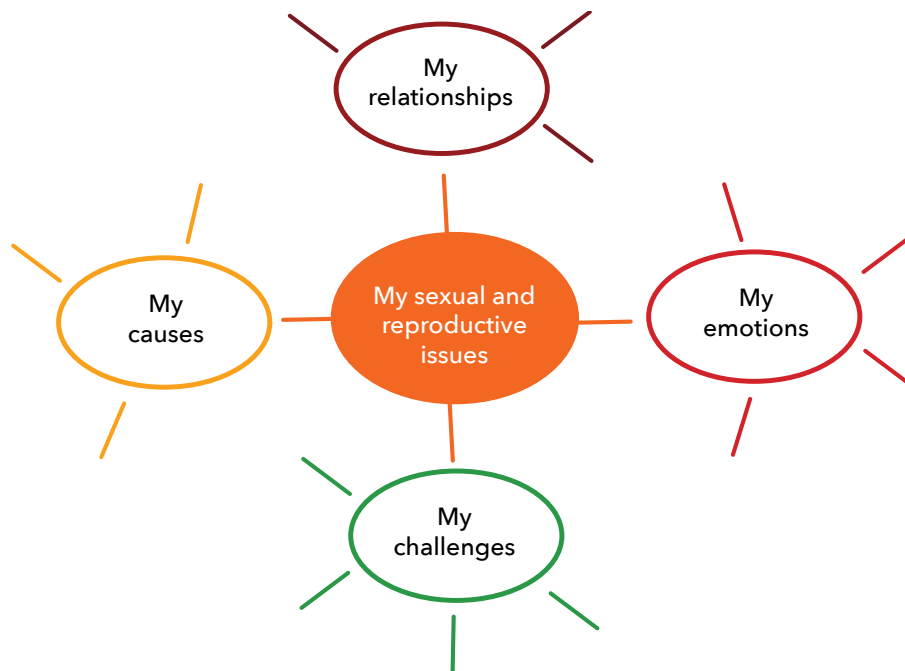 My
relationships
My
causes
My sexual and
reproductive
issues
My
emotions
My
challenges